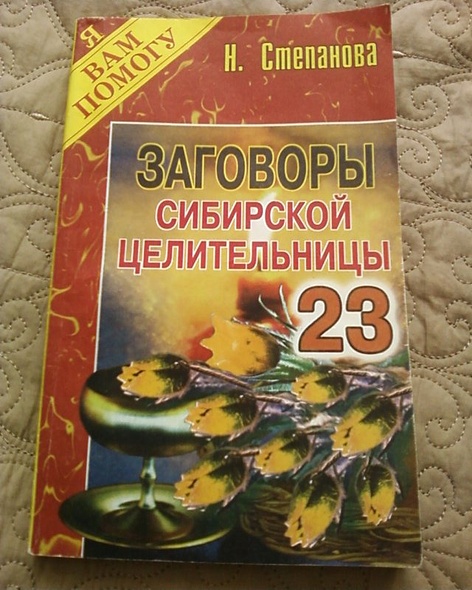 Я
ВАМ
ПОМОГУ
Н. Степанова
ЗАГОВОРЫ
СИБИРСКОЙ
ЦЕЛИТЕЛЬНИЦЫ
23